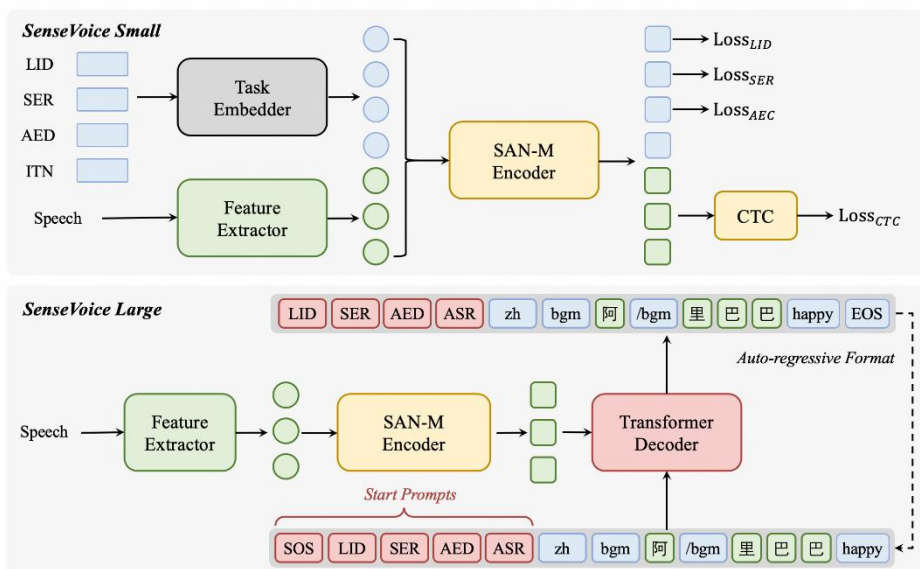 SenseVoice Small
LID
SER
AED
ITN
Speech
Task
Embedder
Feature
Extractor
SAN-M
Encoder
Loss_LID
Loss_SER
Loss_AEC
CTC
Loss_CTC
SenseVoice Large
LID SER AED ASR zh bgm 阿 /bgm 里 巴 巴 happy EOS
Auto-regressive Format
Speech
Feature
Extractor
SAN-M
Encoder
Transformer
Decoder
Start Prompts
SOS LID SER AED ASR zh bgm 阿 /bgm 里 巴 巴 happy